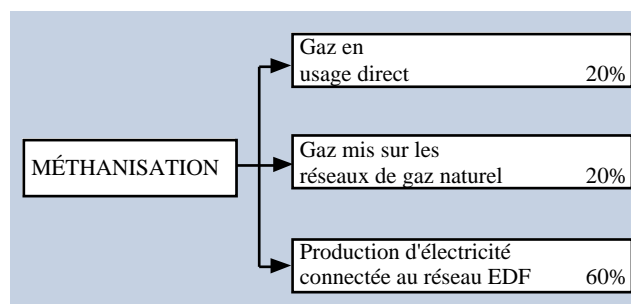 MÉTHANISATION
Gaz en
usage direct 20%
Gaz mis sur les
réseaux de gaz naturel 20%
Production d'électricité
connectée au réseau EDF 60%